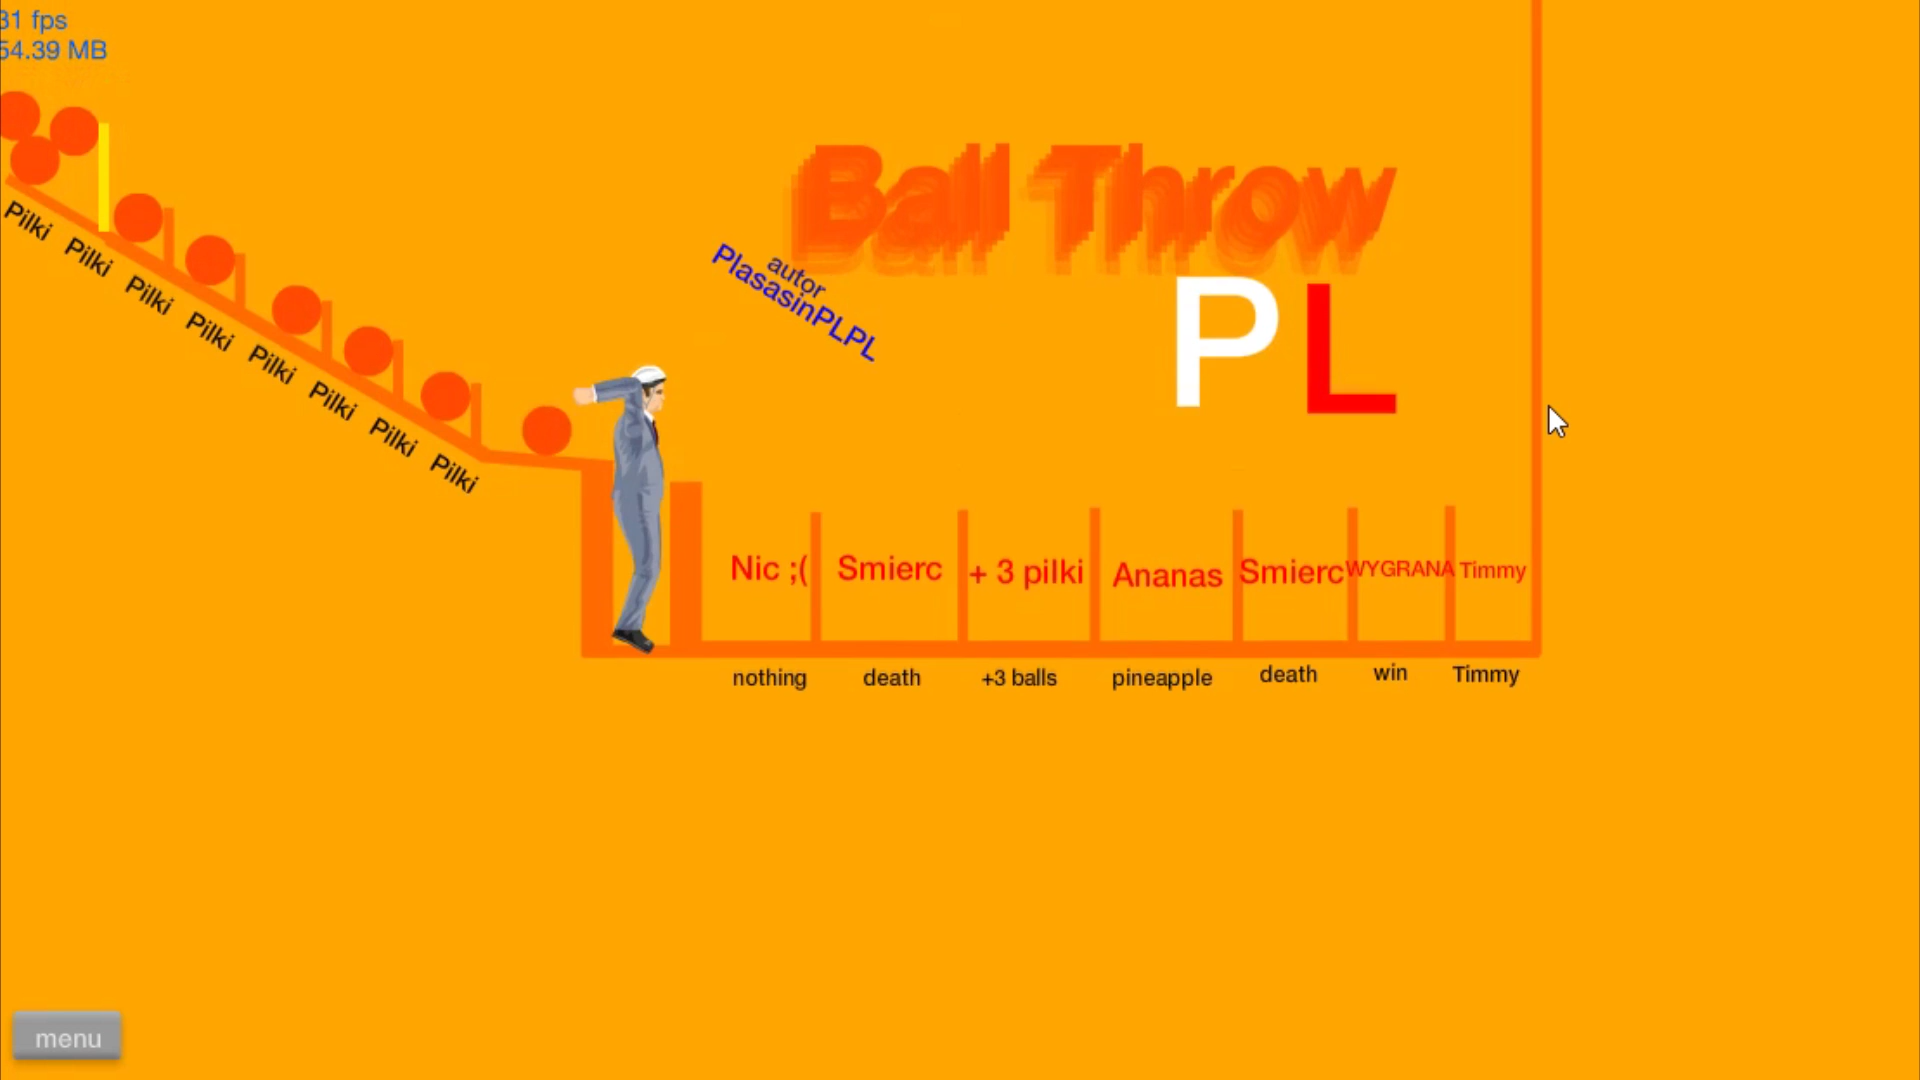 31 fps
54.39 MB
Ball Throw
autor
PlasasinPLPL
PL
Pilki Pilki Pilki Pilki Pilki Pilki Pilki Pilki
Nic ;( Smierc + 3 pilki Ananas Smierc WYGRANA Timmy
nothing death +3 balls pineapple death win Timmy
menu